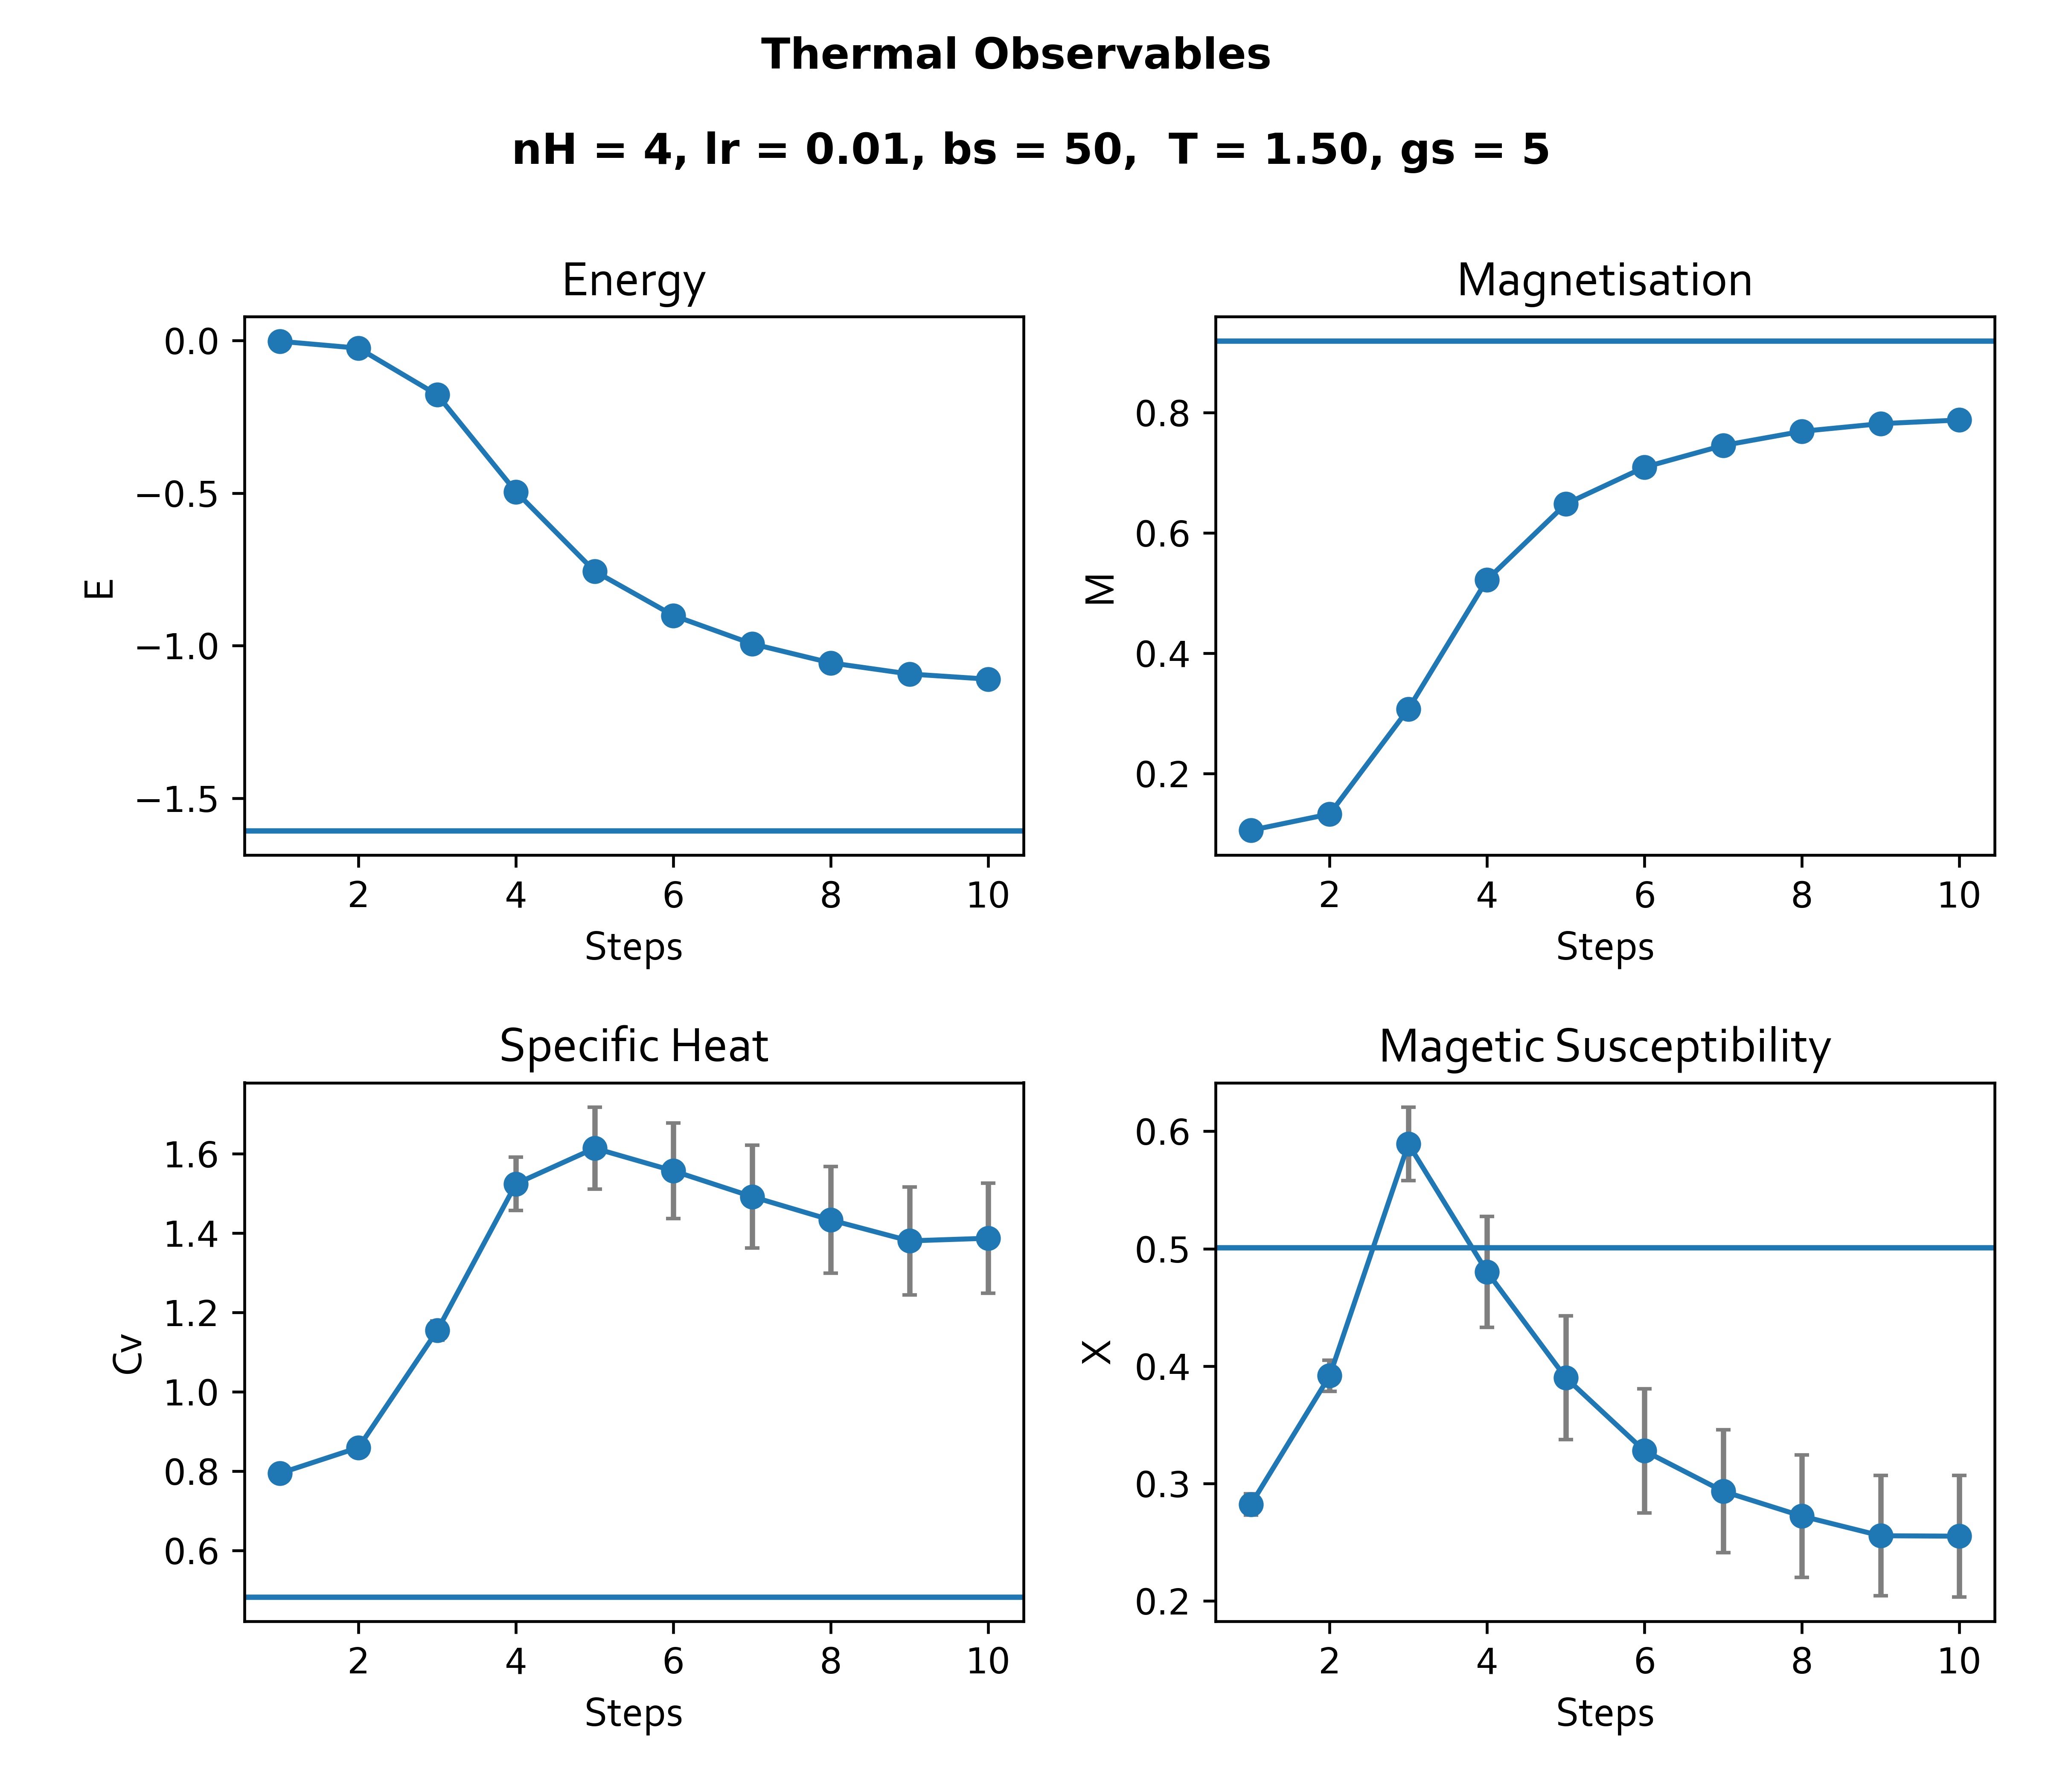 Thermal Observables
nH = 4, lr = 0.01, bs = 50,  T = 1.50, gs = 5
Energy
0.0
−0.5
−1.0
−1.5
E
2 4 6 8 10
Steps
Magnetisation
0.8
0.6
0.4
0.2
M
2 4 6 8 10
Steps
Specific Heat
1.6
1.4
1.2
1.0
0.8
0.6
Cv
2 4 6 8 10
Steps
Magetic Susceptibility
0.6
0.5
0.4
0.3
0.2
X
2 4 6 8 10
Steps